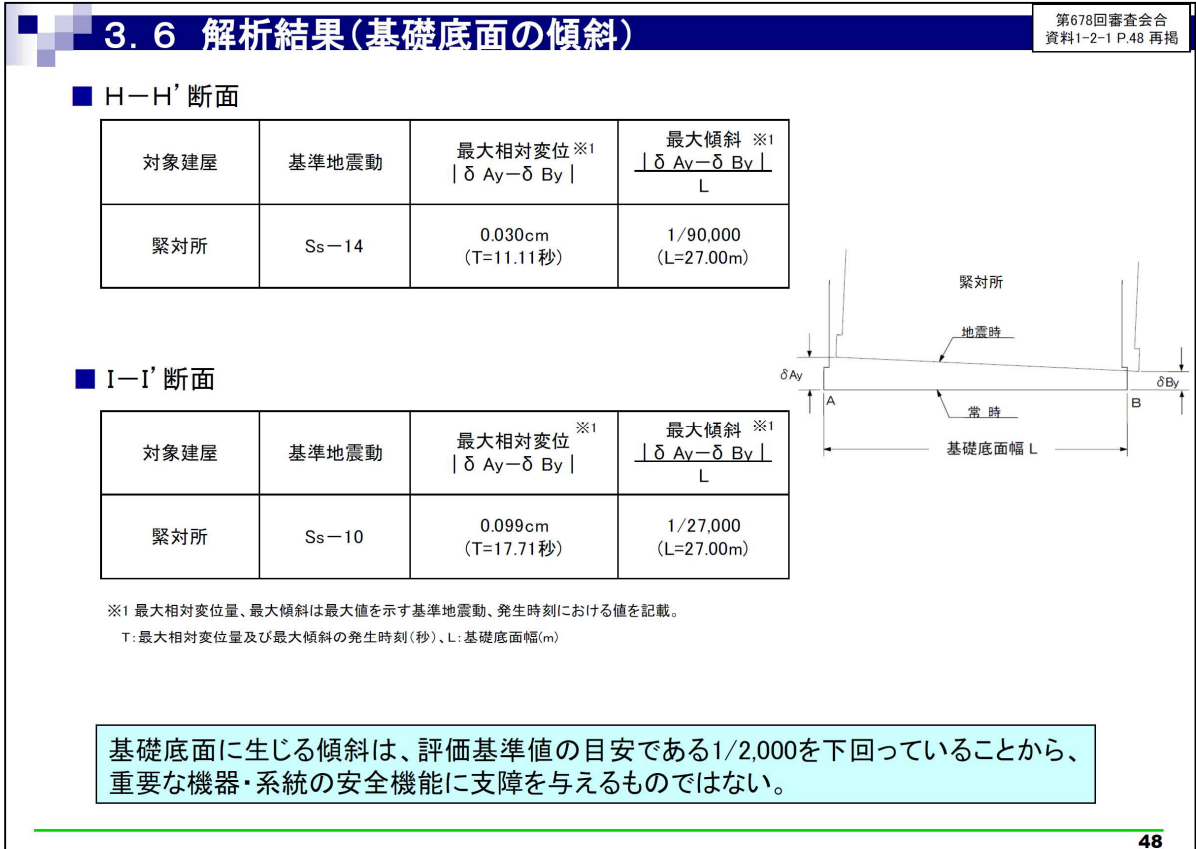 3.6 解析結果(基礎底面の傾斜)
第678回審査会合
資料1-2-1 P.48 再掲
■ H-H’断面
対象建屋 基準地震動 最大相対変位※1 |δ Ay-δ By| 最大傾斜 ※1 |δ Ay-δ By| L
緊対所 Ss-14 0.030cm (T=11.11秒) 1/90,000 (L=27.00m)
緊対所
地震時
δAy
δBy
A
B
常 時
基礎底面幅 L
■ I-I’断面
対象建屋 基準地震動 最大相対変位※1 |δ Ay-δ By| 最大傾斜 ※1 |δ Ay-δ By| L
緊対所 Ss-10 0.099cm (T=17.71秒) 1/27,000 (L=27.00m)
※1 最大相対変位量、最大傾斜は最大値を示す基準地震動、発生時刻における値を記載。
T:最大相対変位量及び最大傾斜の発生時刻(秒)、L:基礎底面幅(m)
基礎底面に生じる傾斜は、評価基準値の目安である1/2,000を下回っていることから、
重要な機器・系統の安全機能に支障を与えるものではない。
48